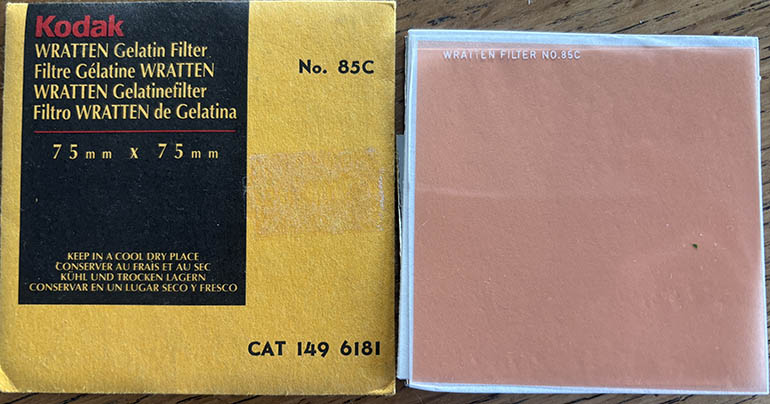 Kodak
WRATTEN Gelatin Filter
Filtre Gélatine WRATTEN
WRATTEN Gelatinefilter
Filtro WRATTEN de Gelatina
No. 85C
75mm x 75mm
KEEP IN A COOL DRY PLACE
CONSERVER AU FRAIS ET AU SEC
KÜHL UND TROCKEN LAGERN
CONSERVAR EN UN LUGAR SECO Y FRESCO
CAT 149 6181
WRATTEN FILTER NO.85C